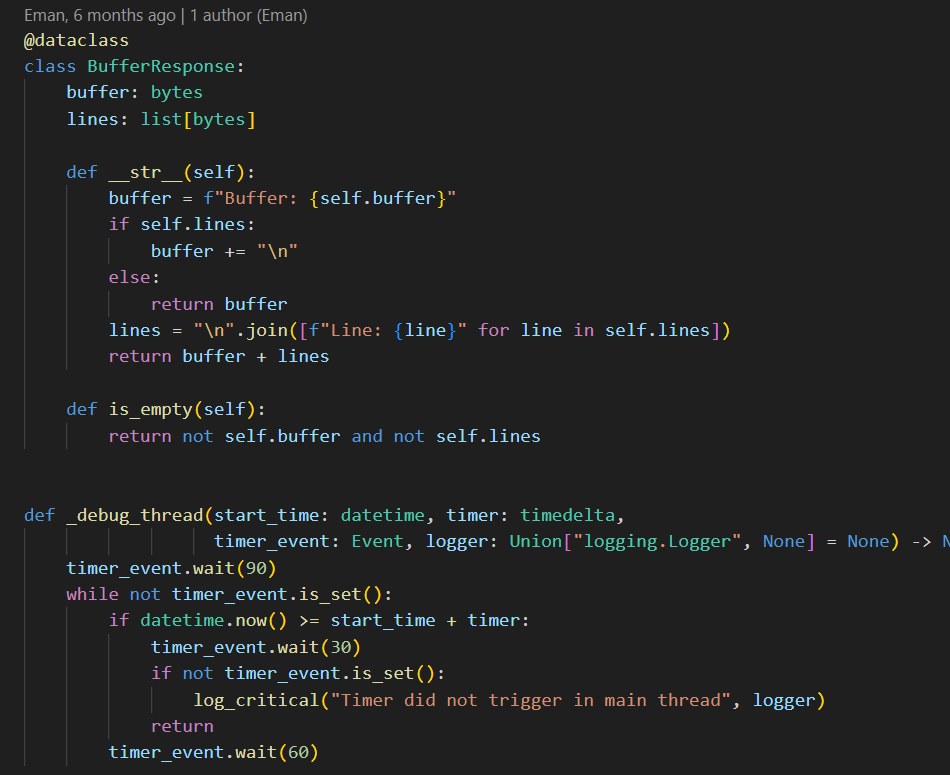 Eman, 6 months ago | 1 author (Eman)
@dataclass
class BufferResponse:
    buffer: bytes
    lines: list[bytes]

    def __str__(self):
        buffer = f"Buffer: {self.buffer}"
        if self.lines:
            buffer += "\n"
        else:
            return buffer
        lines = "\n".join([f"Line: {line}" for line in self.lines])
        return buffer + lines

    def is_empty(self):
        return not self.buffer and not self.lines


def _debug_thread(start_time: datetime, timer: timedelta,
                  timer_event: Event, logger: Union["logging.Logger", None] = None) -> N
    timer_event.wait(90)
    while not timer_event.is_set():
        if datetime.now() >= start_time + timer:
            timer_event.wait(30)
            if not timer_event.is_set():
                log_critical("Timer did not trigger in main thread", logger)
            return
        timer_event.wait(60)